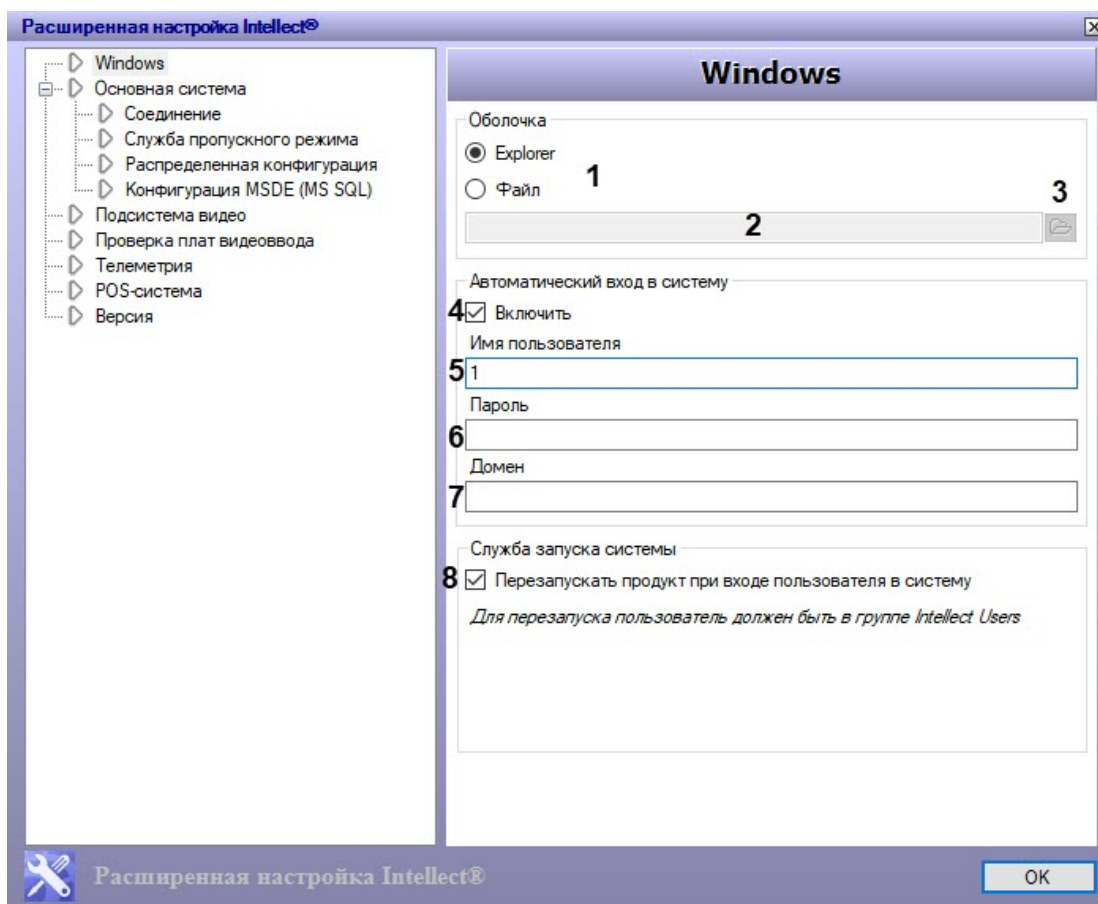 Расширенная настройка Intellect®
Windows
Основная система
Соединение
Служба пропускного режима
Распределенная конфигурация
Конфигурация MSDE (MS SQL)
Подсистема видео
Проверка плат видеоввода
Телеметрия
POS-система
Версия
Windows
Оболочка
Explorer
1
Файл
3
2
Автоматический вход в систему
4 Включить
Имя пользователя
5 1
Пароль
6
Домен
7
Служба запуска системы
8 Перезапускать продукт при входе пользователя в систему
Для перезапуска пользователь должен быть в группе Intellect Users
Расширенная настройка Intellect®
OK